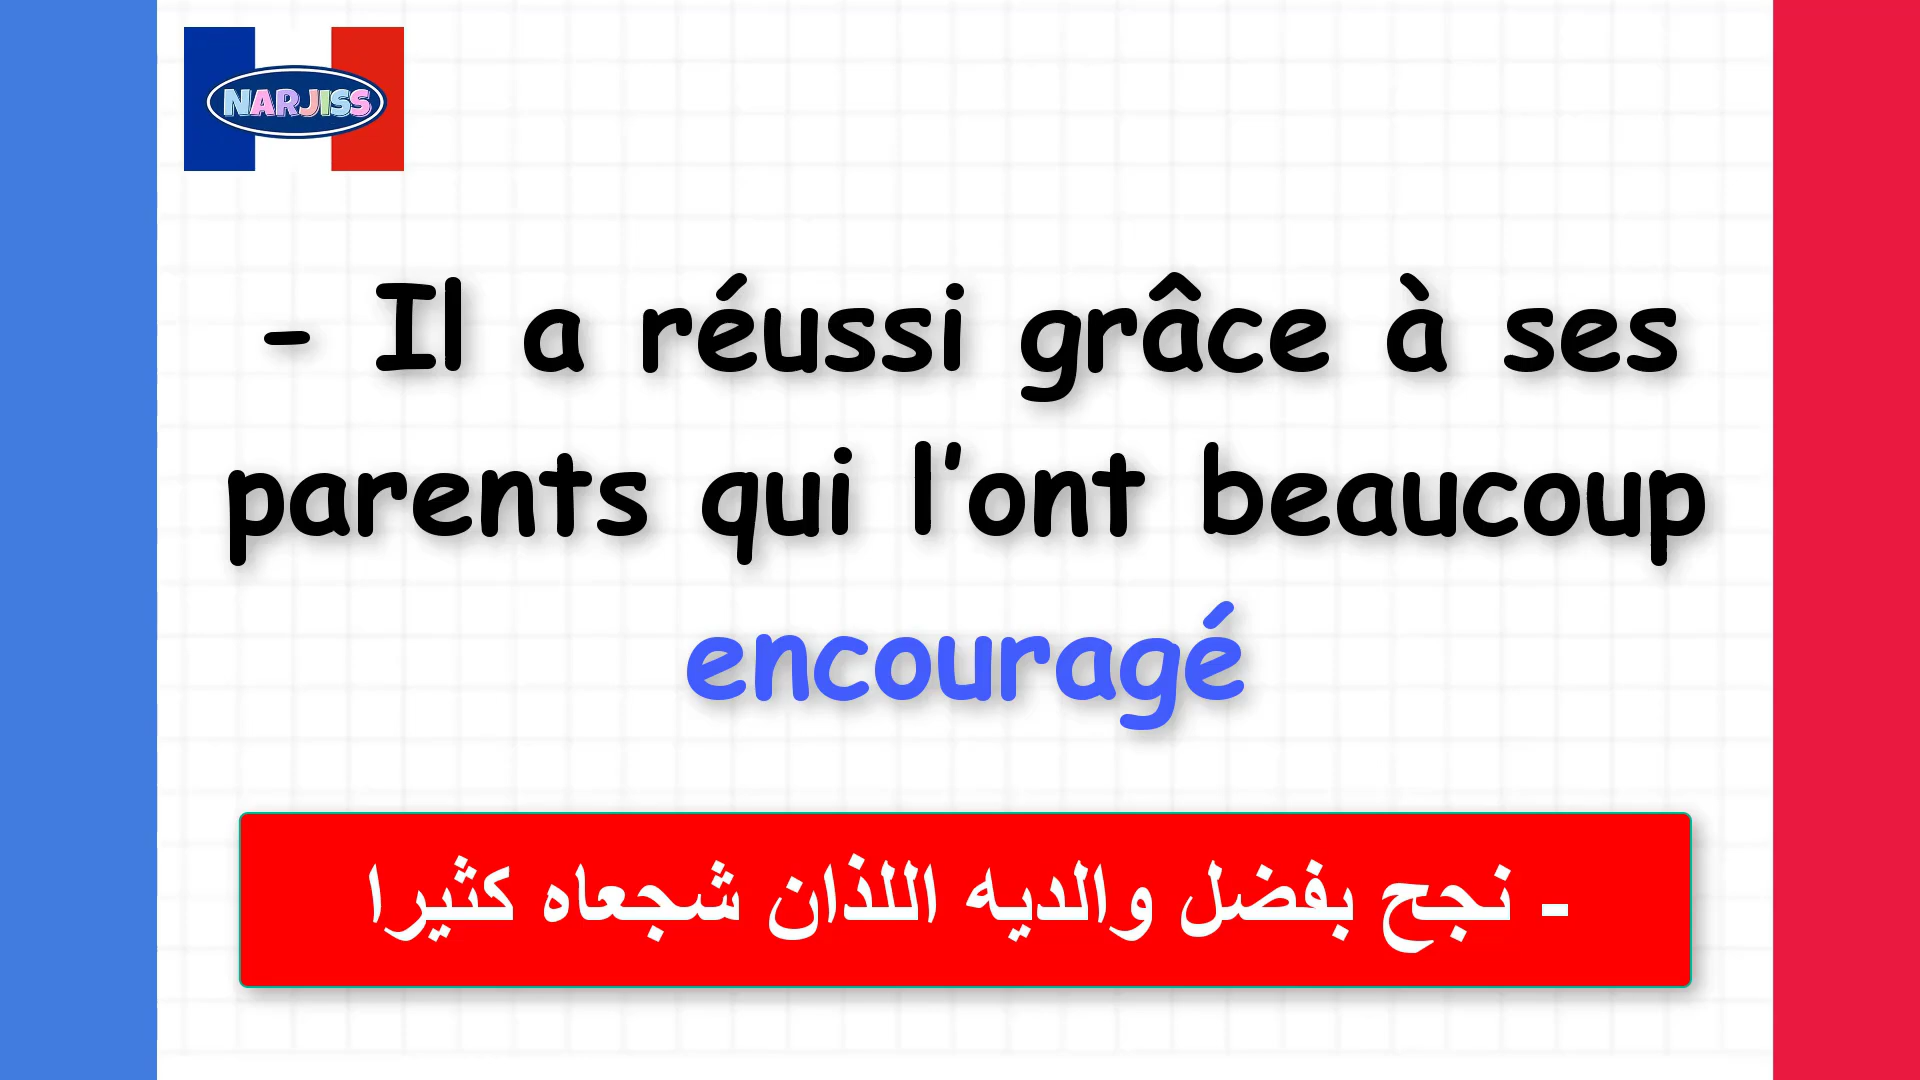 NARJISS
- Il a réussi grâce à ses
parents qui l’ont beaucoup
encouragé
- نجح بفضل والديه اللذان شجعاه كثيرا